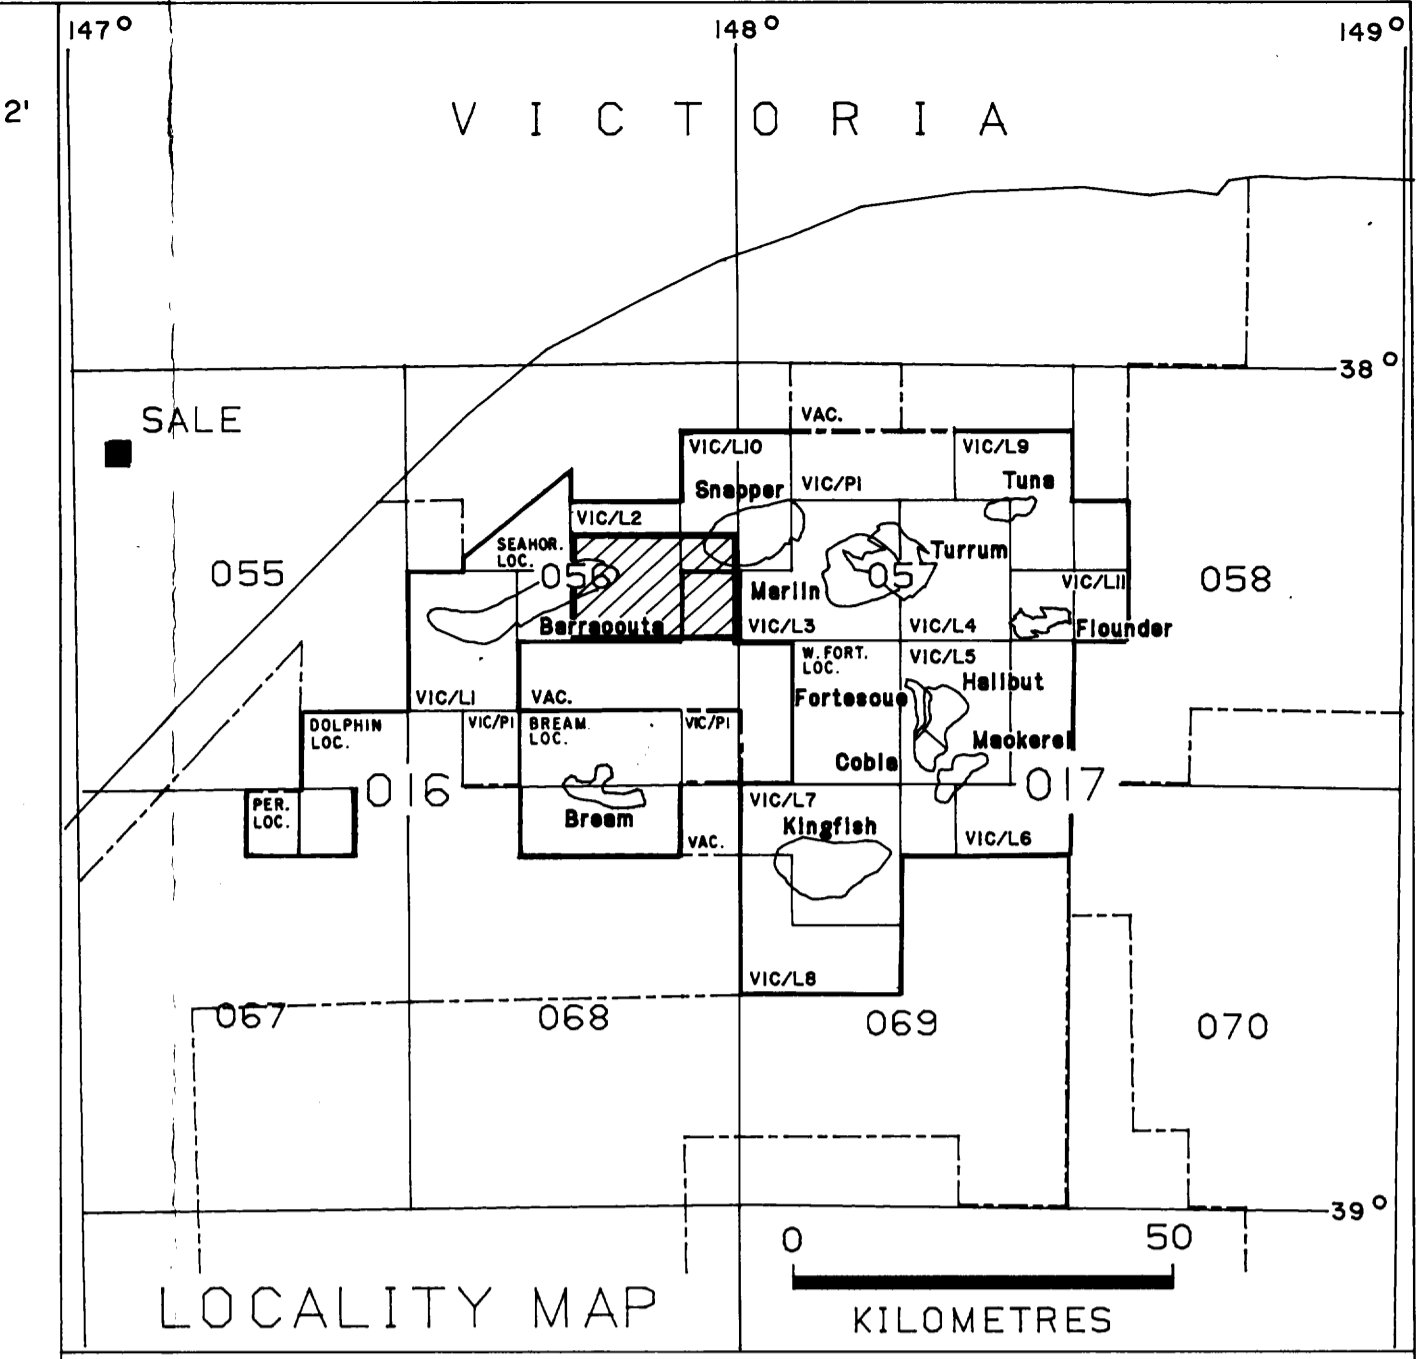 147°
148°
149°
2'
VICTORIA
38°
SALE
VAC.
VIC/L10
VIC/L9
Snapper
VIC/P1
Tuna
VIC/L2
SEAHOR.
LOC.
Turrum
055
056
05
058
Marlin
VIC/L11
Barracouta
VIC/L3
VIC/L4
Flounder
W. FORT.
LOC.
VIC/L5
Halibut
Fortescue
VIC/L1
VAC.
DOLPHIN
LOC.
VIC/P1
BREAM
LOC.
VIC/P1
Mackerel
Cobia
016
017
PER.
LOC.
VIC/L7
Bream
Kingfish
VAC.
VIC/L6
VIC/L8
067
068
069
070
39°
0
50
LOCALITY MAP
KILOMETRES